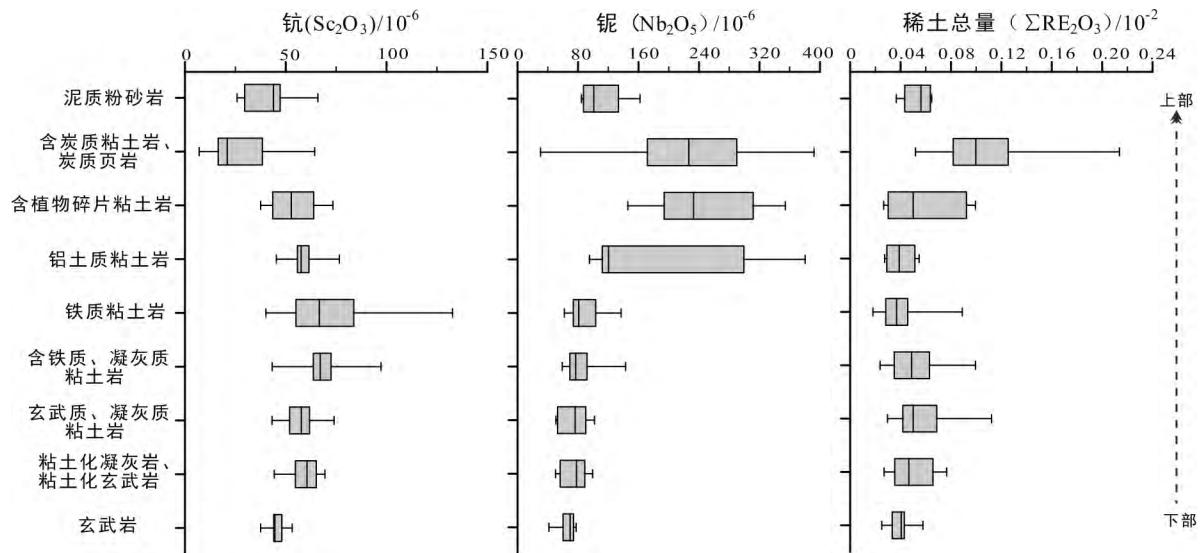 钪(Sc₂O₃)/10⁻⁶
铌（Nb₂O₅）/10⁻⁶
稀土总量（ΣRE₂O₃）/10⁻²
0 50 100 150
0 80 160 240 320 400
0 0.04 0.08 0.12 0.16 0.20 0.24
泥质粉砂岩
含炭质粘土岩、
炭质页岩
含植物碎片粘土岩
铝土质粘土岩
铁质粘土岩
含铁质、凝灰质
粘土岩
玄武质、凝灰质
粘土岩
粘土化凝灰岩、
粘土化玄武岩
玄武岩
上部
下部